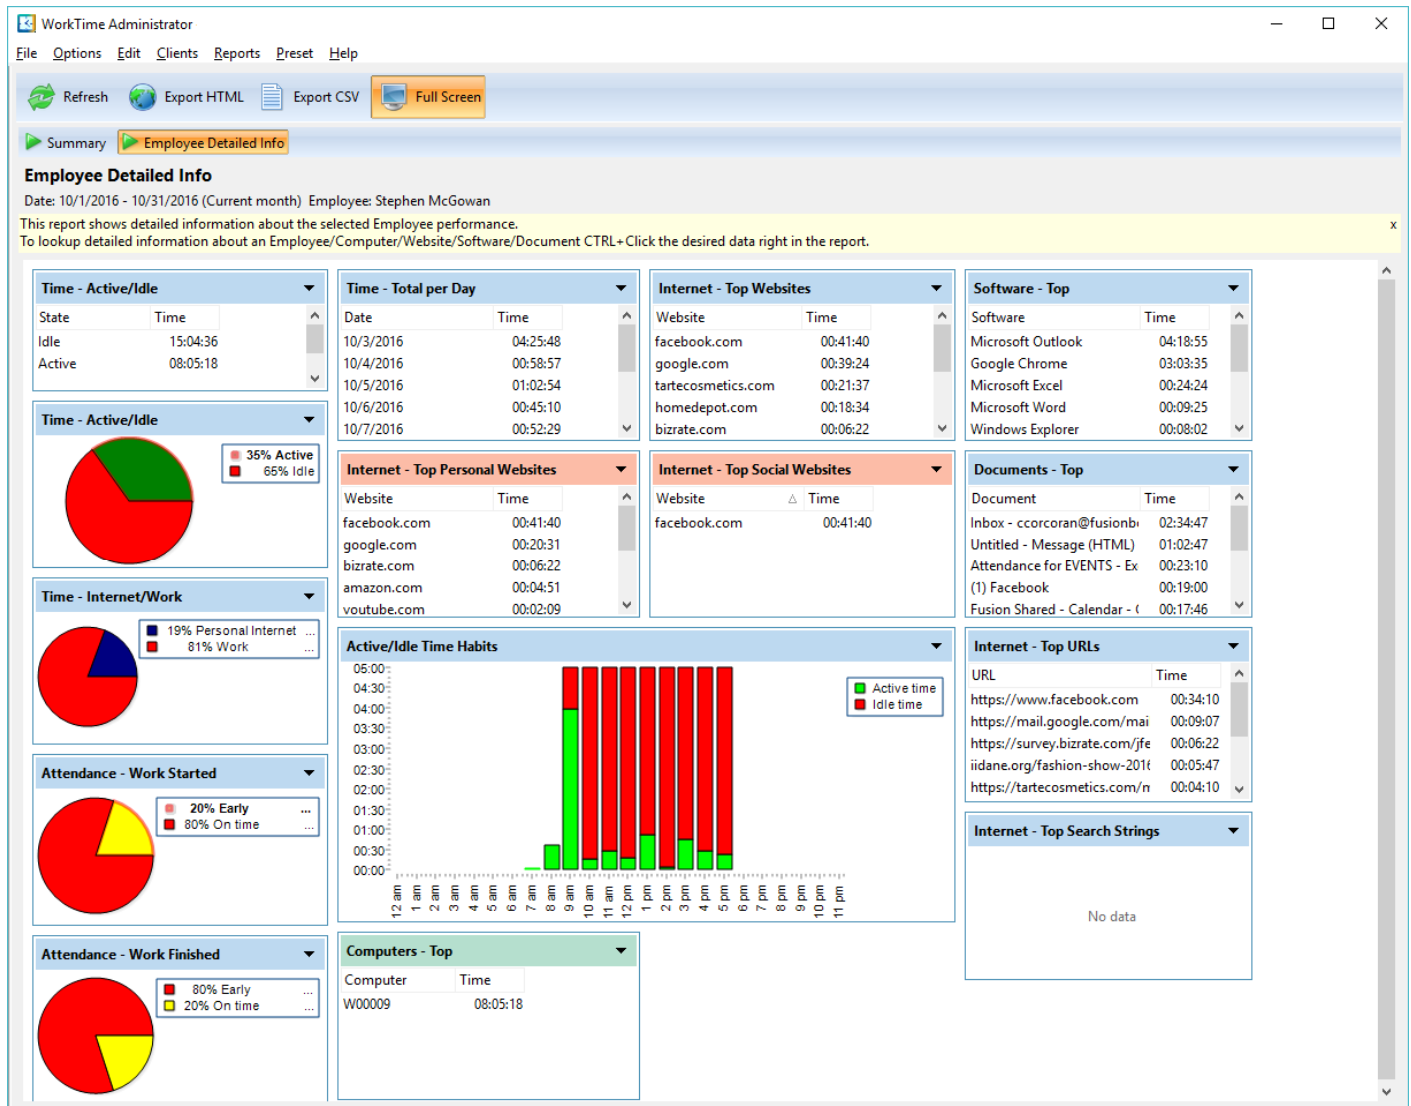 WorkTime Administrator
File Options Edit Clients Reports Preset Help
Refresh Export HTML Export CSV Full Screen
Summary Employee Detailed Info
Employee Detailed Info
Date: 10/1/2016 - 10/31/2016 (Current month) Employee: Stephen McGowan
This report shows detailed information about the selected Employee performance. x
To lookup detailed information about an Employee/Computer/Website/Software/Document CTRL+Click the desired data right in the report.
Time - Active/Idle
State Time
Idle 15:04:36
Active 08:05:18
Time - Active/Idle
35% Active
65% Idle
Time - Internet/Work
19% Personal Internet ...
81% Work ...
Attendance - Work Started
20% Early ...
80% On time ...
Attendance - Work Finished
80% Early ...
20% On time ...
Time - Total per Day
Date Time
10/3/2016 04:25:48
10/4/2016 00:58:57
10/5/2016 01:02:54
10/6/2016 00:45:10
10/7/2016 00:52:29
Internet - Top Websites
Website Time
facebook.com 00:41:40
google.com 00:39:24
tartecosmetics.com 00:21:37
homedepot.com 00:18:34
bizrate.com 00:06:22
Software - Top
Software Time
Microsoft Outlook 04:18:55
Google Chrome 03:03:35
Microsoft Excel 00:24:24
Microsoft Word 00:09:25
Windows Explorer 00:08:02
Internet - Top Personal Websites
Website Time
facebook.com 00:41:40
google.com 00:20:31
bizrate.com 00:06:22
amazon.com 00:04:51
youtube.com 00:02:09
Internet - Top Social Websites
Website Time
facebook.com 00:41:40
Documents - Top
Document Time
Inbox - ccorcoran@fusionb 02:34:47
Untitled - Message (HTML) 01:02:47
Attendance for EVENTS - Ex 00:23:10
(1) Facebook 00:19:00
Fusion Shared - Calendar - ( 00:17:46
Active/Idle Time Habits
05:00
04:30
04:00
03:30
03:00
02:30
02:00
01:30
01:00
00:30
00:00
12 am 1 am 2 am 3 am 4 am 5 am 6 am 7 am 8 am 9 am 10 am 11 am 12 pm 1 pm 2 pm 3 pm 4 pm 5 pm 6 pm 7 pm 8 pm 9 pm 10 pm 11 pm
Active time
Idle time
Internet - Top URLs
URL Time
https://www.facebook.com 00:34:10
https://mail.google.com/mai 00:09:07
https://survey.bizrate.com/jfe 00:06:22
iidane.org/fashion-show-2016 00:05:47
https://tartecosmetics.com/n 00:04:10
Internet - Top Search Strings
No data
Computers - Top
Computer Time
W00009 08:05:18